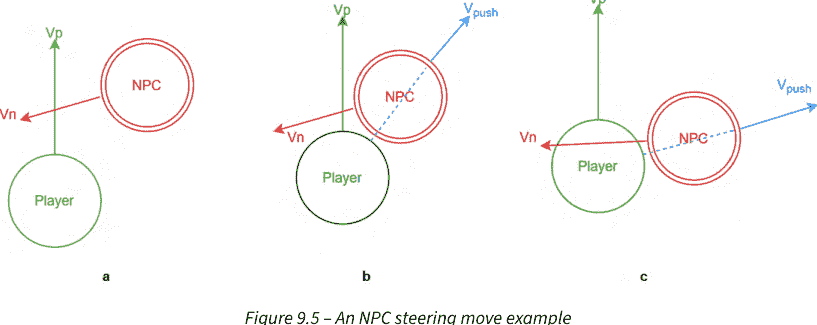 Vp
NPC
Vn
Player
a
Vp
Vpush
NPC
Vn
Player
b
Vp
Vpush
NPC
Vn
Player
c
Figure 9.5 – An NPC steering move example